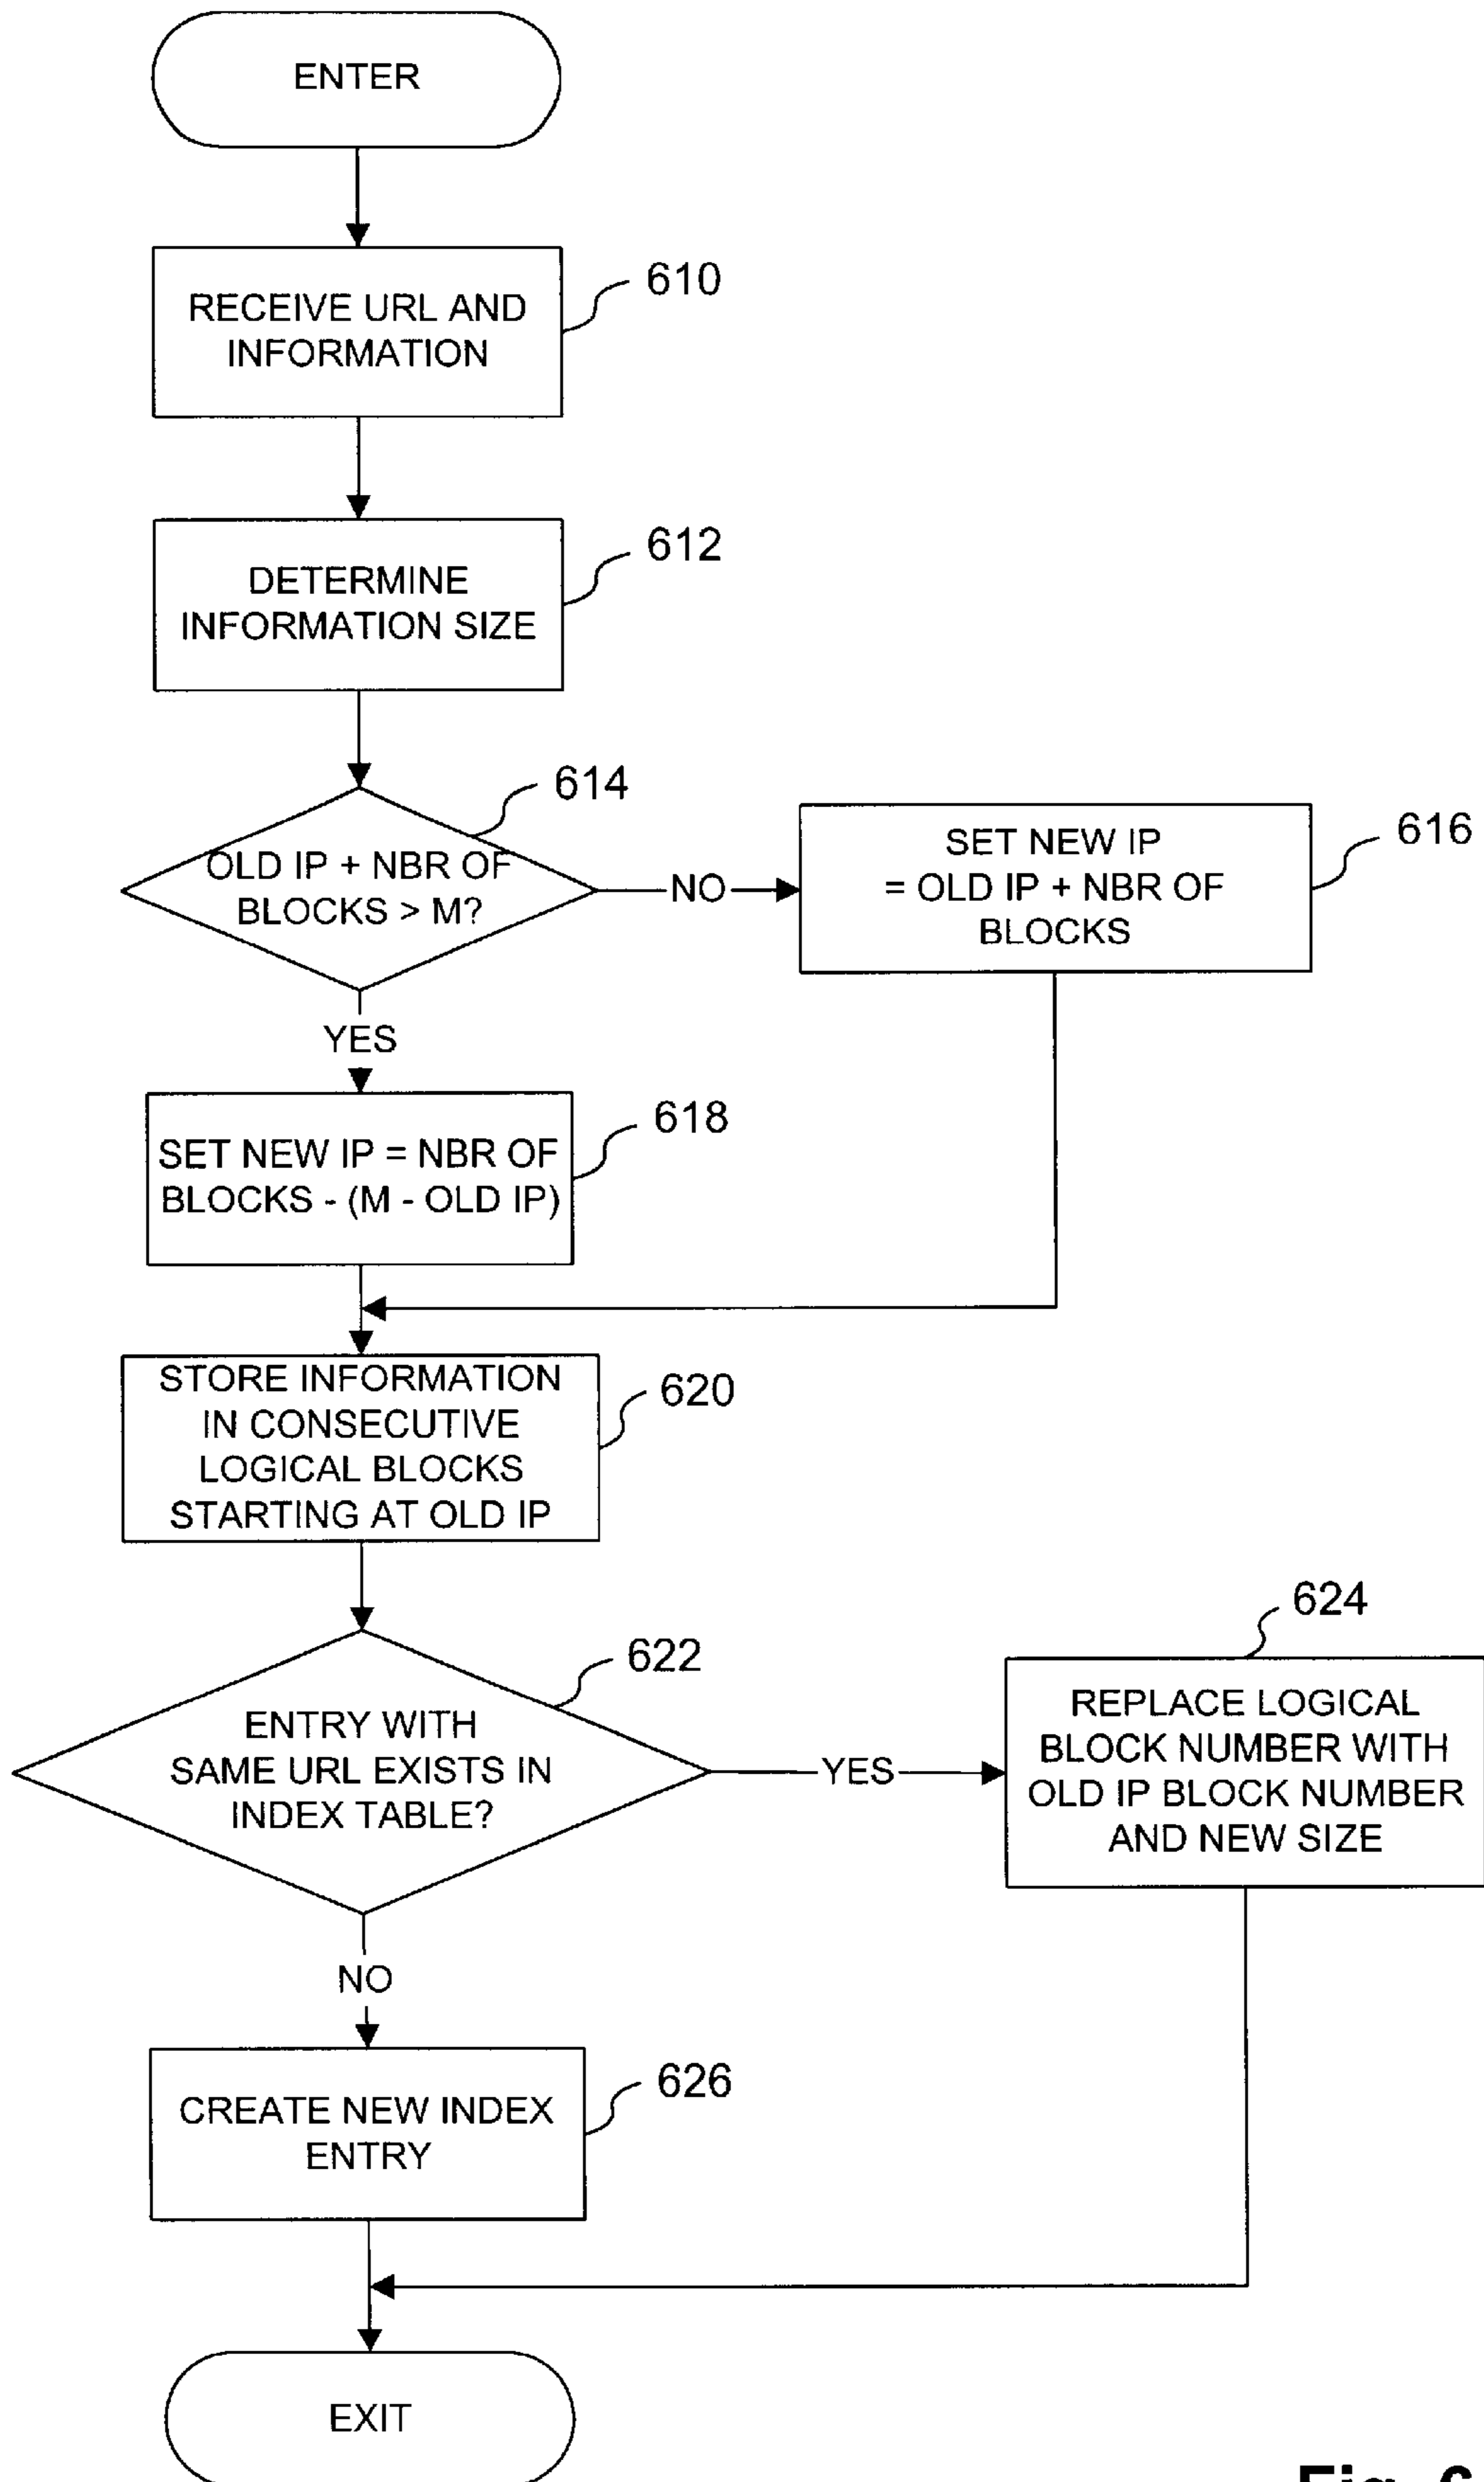 ENTER
RECEIVE URL AND
INFORMATION
610
DETERMINE
INFORMATION SIZE
612
614
OLD IP + NBR OF
BLOCKS > M?
NO
SET NEW IP
= OLD IP + NBR OF
BLOCKS
616
YES
SET NEW IP = NBR OF
BLOCKS - (M - OLD IP)
618
STORE INFORMATION
IN CONSECUTIVE
LOGICAL BLOCKS
STARTING AT OLD IP
620
622
ENTRY WITH
SAME URL EXISTS IN
INDEX TABLE?
YES
624
REPLACE LOGICAL
BLOCK NUMBER WITH
OLD IP BLOCK NUMBER
AND NEW SIZE
NO
CREATE NEW INDEX
ENTRY
626
EXIT
Fig. 6